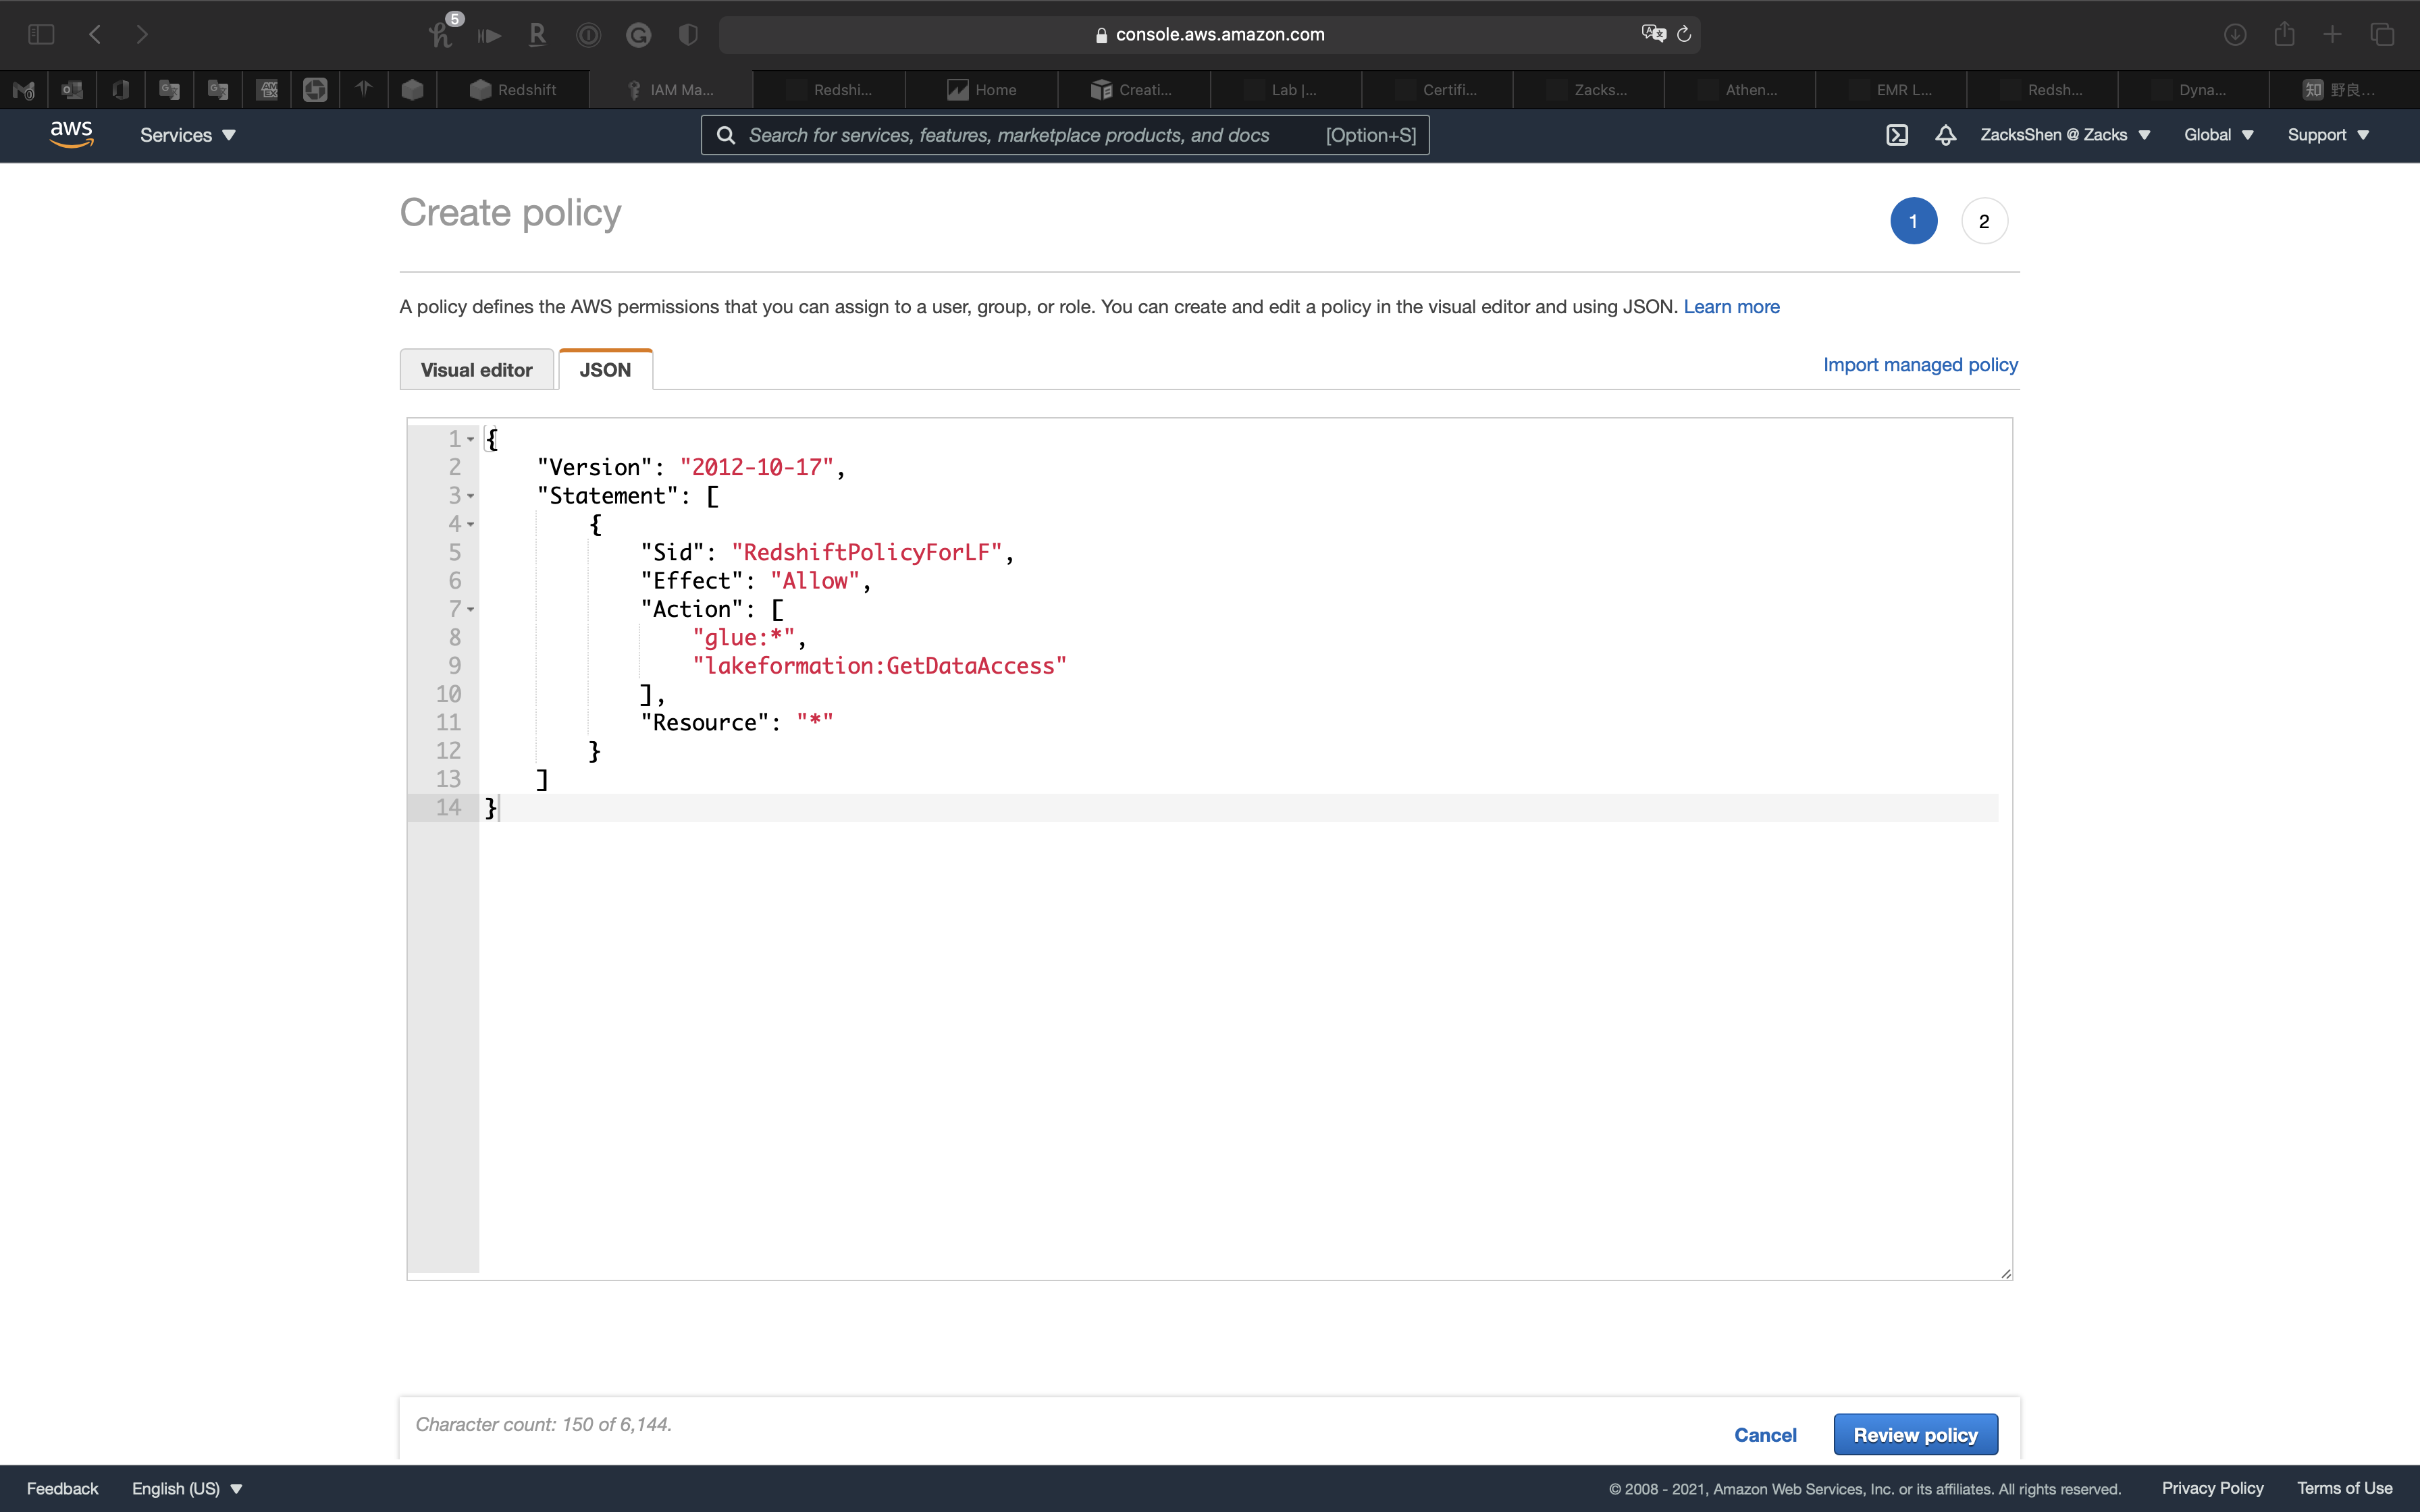 5
console.aws.amazon.com
Redshift
IAM Ma...
Redshi...
Home
Creati...
Lab |...
Certifi...
Zacks...
Athen...
EMR L...
Redsh...
Dyna...
知 野良...
aws
Services
Search for services, features, marketplace products, and docs [Option+S]
ZacksShen @ Zacks
Global
Support
Create policy
1
2
A policy defines the AWS permissions that you can assign to a user, group, or role. You can create and edit a policy in the visual editor and using JSON. Learn more
Visual editor
JSON
Import managed policy
1 {
2 "Version": "2012-10-17",
3 "Statement": [
4 {
5 "Sid": "RedshiftPolicyForLF",
6 "Effect": "Allow",
7 "Action": [
8 "glue:*",
9 "lakeformation:GetDataAccess"
10 ],
11 "Resource": "*"
12 }
13 ]
14 }
Character count: 150 of 6,144.
Cancel
Review policy
Feedback
English (US)
© 2008 - 2021, Amazon Web Services, Inc. or its affiliates. All rights reserved.
Privacy Policy
Terms of Use